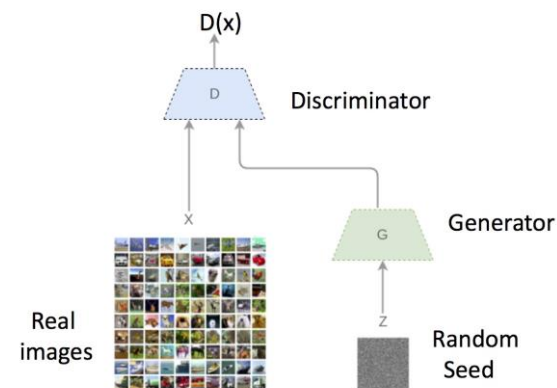 D(x)
D
Discriminator
X
Generator
G
Z
Real
images
Random
Seed